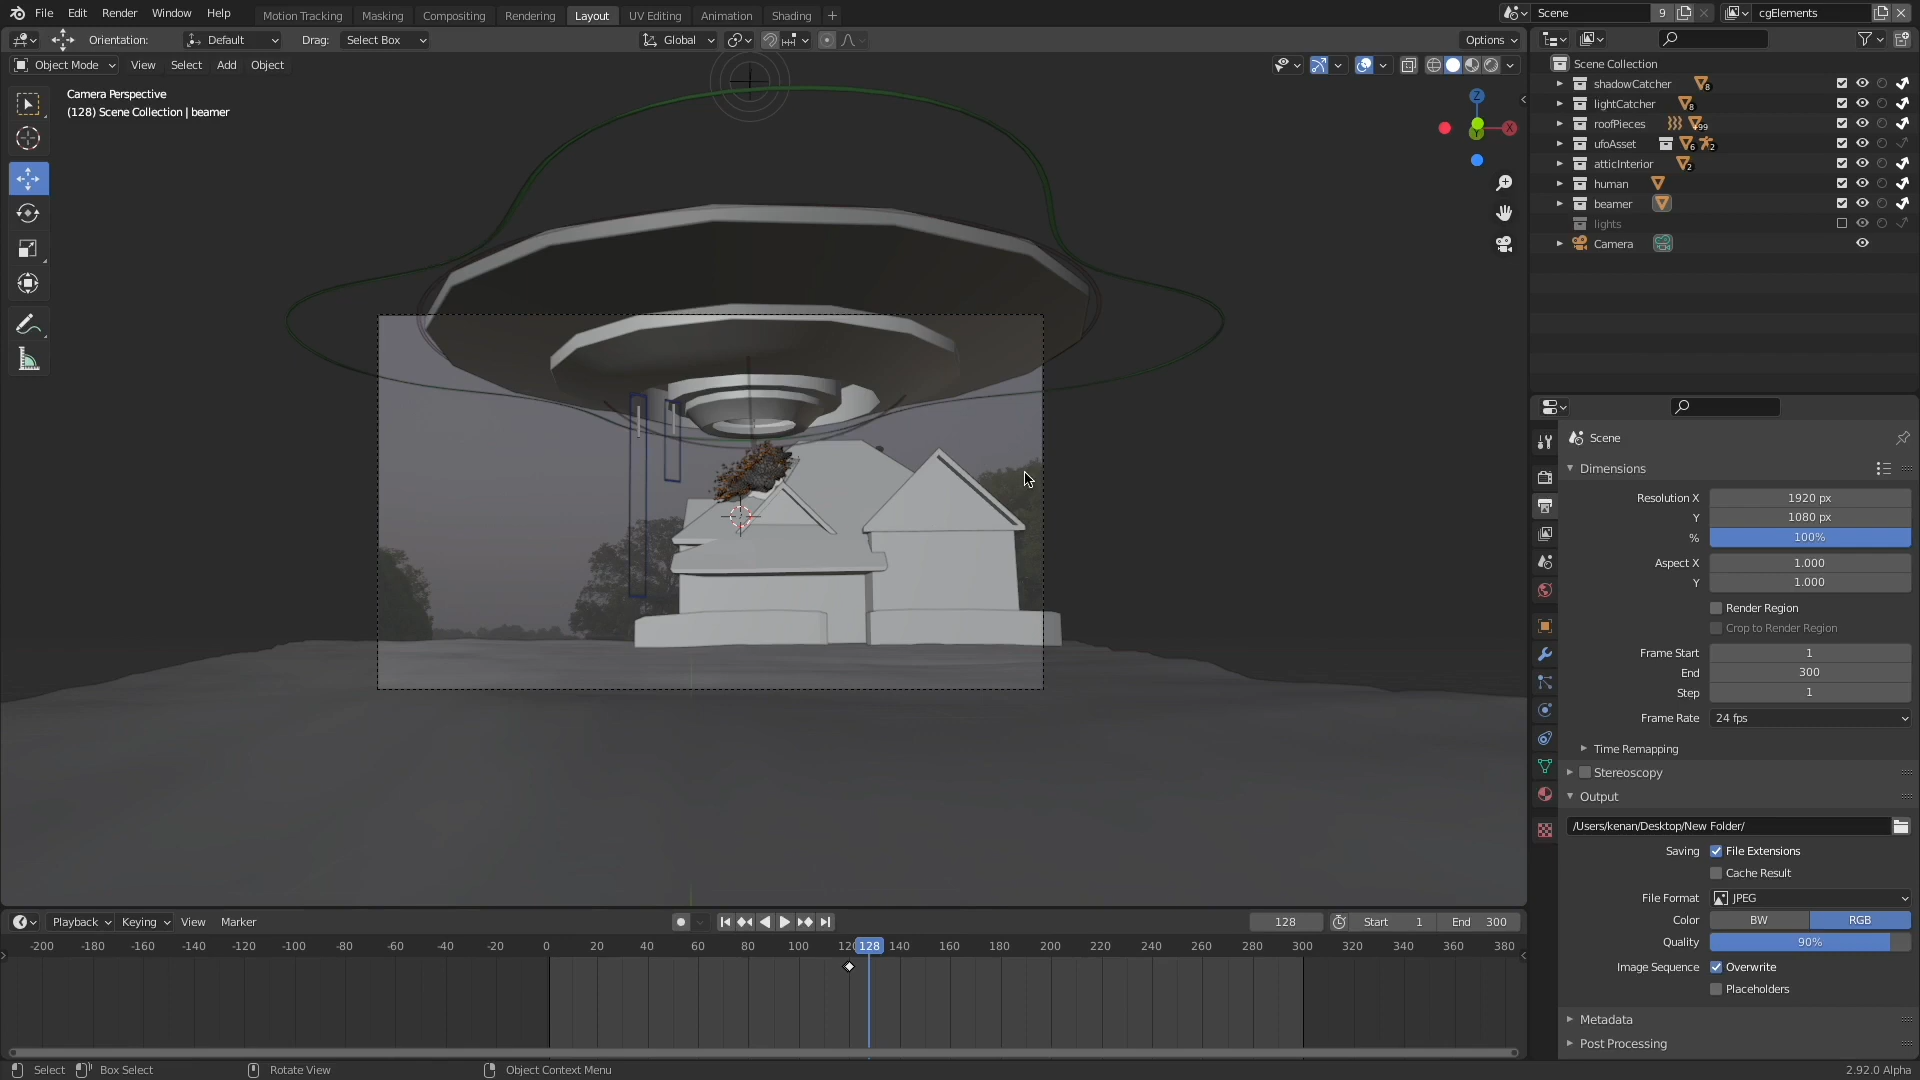 File Edit Render Window Help Motion Tracking Masking Compositing Rendering Layout UV Editing Animation Shading + Scene 9 cgElements
Orientation: Default Drag: Select Box Global Options
Object Mode View Select Add Object
Camera Perspective
(128) Scene Collection | beamer
Z
X
Y
Scene Collection
shadowCatcher 8
lightCatcher 8
roofPieces +99
ufoAsset 6 2
atticInterior 2
human
beamer
lights
Camera
Scene
Dimensions
Resolution X 1920 px
Y 1080 px
% 100%
Aspect X 1.000
Y 1.000
Render Region
Crop to Render Region
Frame Start 1
End 300
Step 1
Frame Rate 24 fps
Time Remapping
Stereoscopy
Output
/Users/kenan/Desktop/New Folder/
Saving File Extensions
Cache Result
File Format JPEG
Color BW RGB
Quality 90%
Image Sequence Overwrite
Placeholders
Metadata
Post Processing
Playback Keying View Marker 128 Start 1 End 300
-200 -180 -160 -140 -120 -100 -80 -60 -40 -20 0 20 40 60 80 100 120 128 140 160 180 200 220 240 260 280 300 320 340 360 380
Select Box Select Rotate View Object Context Menu 2.92.0 Alpha